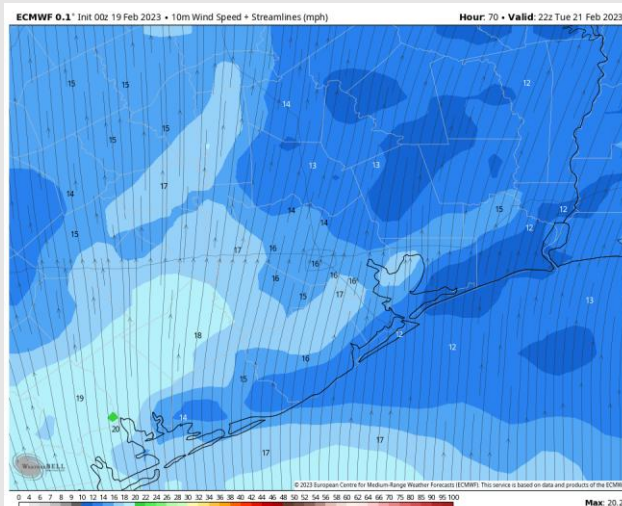 ECMWF 0.1° Init 00z 19 Feb 2023 • 10m Wind Speed + Streamlines (mph) Hour: 70 • Valid: 22z Tue 21 Feb 2023
15 15 12
14
15 15
13 13
17
14
14 14 15 12
15 12
17 16
16 16
16 15 17 16
13
18 12
16 12
15
19
20 14
17 17
WEATHERBELL
© 2023 European Centre for Medium-Range Weather Forecasts (ECMWF). This service is based on data and products of the ECMW
0 4 6 7 8 9 10 12 14 16 18 20 22 24 26 28 30 32 34 36 38 40 42 44 46 48 50 52 54 56 58 60 65 70 75 80 85 90 95 100
Max: 20.2